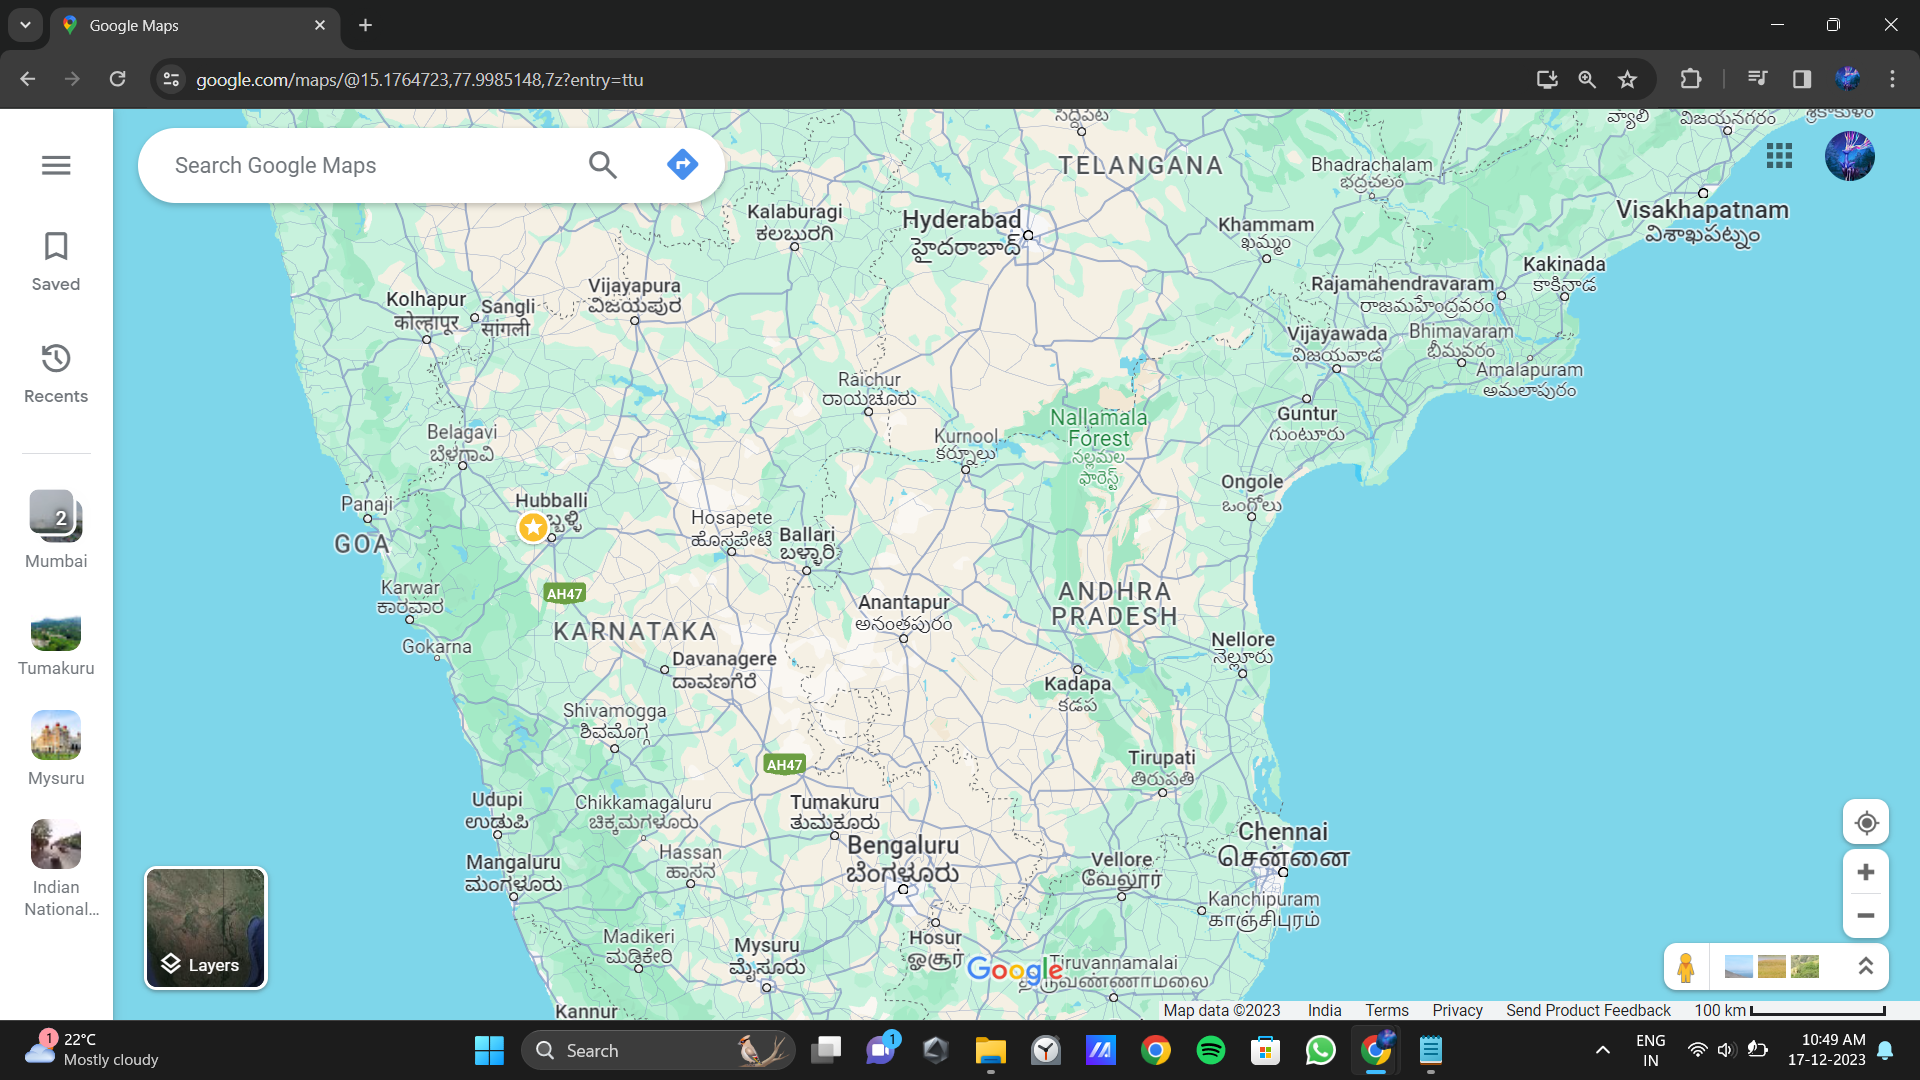 Google Maps
google.com/maps/@15.1764723,77.9985148,7z?entry=ttu
Search Google Maps
Saved
Recents
2
Mumbai
Tumakuru
Mysuru
Indian
National...
Layers
సిద్దిపేట
TELANGANA
Bhadrachalam
భద్రచలం
విజయనగరం
శ్రీకాకుళం
Visakhapatnam
విశాఖపట్నం
Kalaburagi
ಕಲಬುರಗಿ
Hyderabad
హైదరాబాద్
Khammam
ఖమ్మం
Kakinada
కాకినాడ
Rajamahendravaram
రాజమహేంద్రవరం
Vijayapura
ವಿಜಯಪುರ
Kolhapur
कोल्हापूर
Sangli
सांगली
Vijayawada
విజయవాడ
Bhimavaram
భీమవరం
Amalapuram
అమలాపురం
Raichur
ರಾಯಚೂರು
Nallamala
Forest
నల్లమల
ఫారెస్ట్
Guntur
గుంటూరు
Belagavi
ಬೆಳಗಾವಿ
Kurnool
కర్నూలు
Ongole
ఒంగోలు
Panaji
GOA
Hubballi
ಬ್ಬಳ್ಳಿ
Hosapete
ಹೊಸಪೇಟೆ
Ballari
ಬಳ್ಳಾರಿ
Karwar
ಕಾರವಾರ
AH47
Anantapur
అనంతపురం
ANDHRA
PRADESH
KARNATAKA
Gokarna
Nellore
నెల్లూరు
Davanagere
ದಾವಣಗೆರೆ
Kadapa
కడప
Shivamogga
ಶಿವಮೊಗ್ಗ
AH47
Tirupati
తిరుపతి
Udupi
ಉಡುಪಿ
Chikkamagaluru
ಚಿಕ್ಕಮಗಳೂರು
Tumakuru
ತುಮಕೂರು
Bengaluru
ಬೆಂಗಳೂರು
Chennai
சென்னை
Mangaluru
ಮಂಗಳೂರು
Hassan
ಹಾಸನ
Vellore
வேலூர்
Kanchipuram
காஞ்சிபுரம்
Madikeri
ಮಡಿಕೇರಿ
Mysuru
ಮೈಸೂರು
Hosur
ஓசூர்
Google
Tiruvannamalai
திருவண்ணாமலை
Kannur
Map data ©2023 India Terms Privacy Send Product Feedback 100 km
1
22°C
Mostly cloudy
Search
1
ENG
IN
10:49 AM
17-12-2023